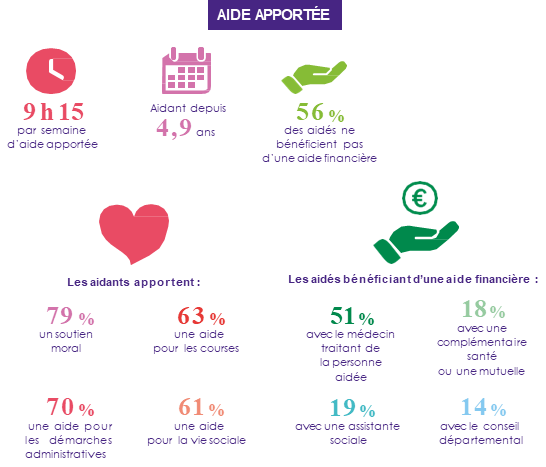 AIDE APPORTÉE
9 h 15
par semaine
d'aide apportée
Aidant depuis
4,9 ans
56 %
des aidés ne
bénéficient pas
d'une aide financière
€
Les aidants apportent :
79 %
un soutien
moral
63 %
une aide
pour les courses
70 %
une aide pour
les démarches
administratives
61 %
une aide
pour la vie sociale
Les aidés bénéficiant d'une aide financière :
51 %
avec le médecin
traitant de
la personne
aidée
18 %
avec une
complémentaire
santé
ou une mutuelle
19 %
avec une assistante
sociale
14 %
avec le conseil
départemental